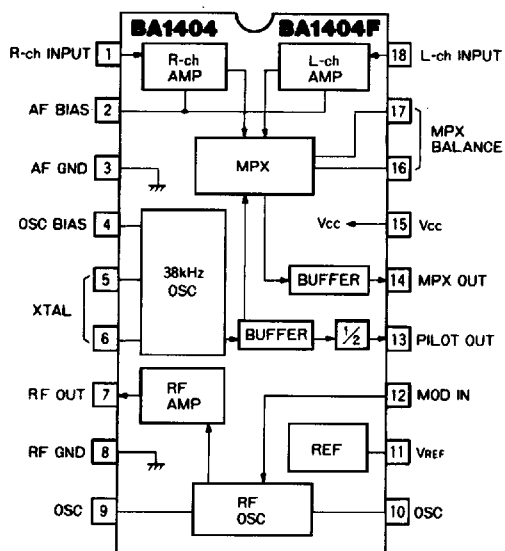 BA1404 BA1404F
R-ch INPUT 1 R-ch AMP L-ch AMP 18 L-ch INPUT
AF BIAS 2 17
MPX BALANCE
AF GND 3 MPX 16
OSC BIAS 4 Vcc 15 Vcc
XTAL 5 38kHz OSC BUFFER 14 MPX OUT
6 BUFFER 1/2 13 PILOT OUT
RF OUT 7 RF AMP 12 MOD IN
RF GND 8 REF 11 VREF
OSC 9 RF OSC 10 OSC